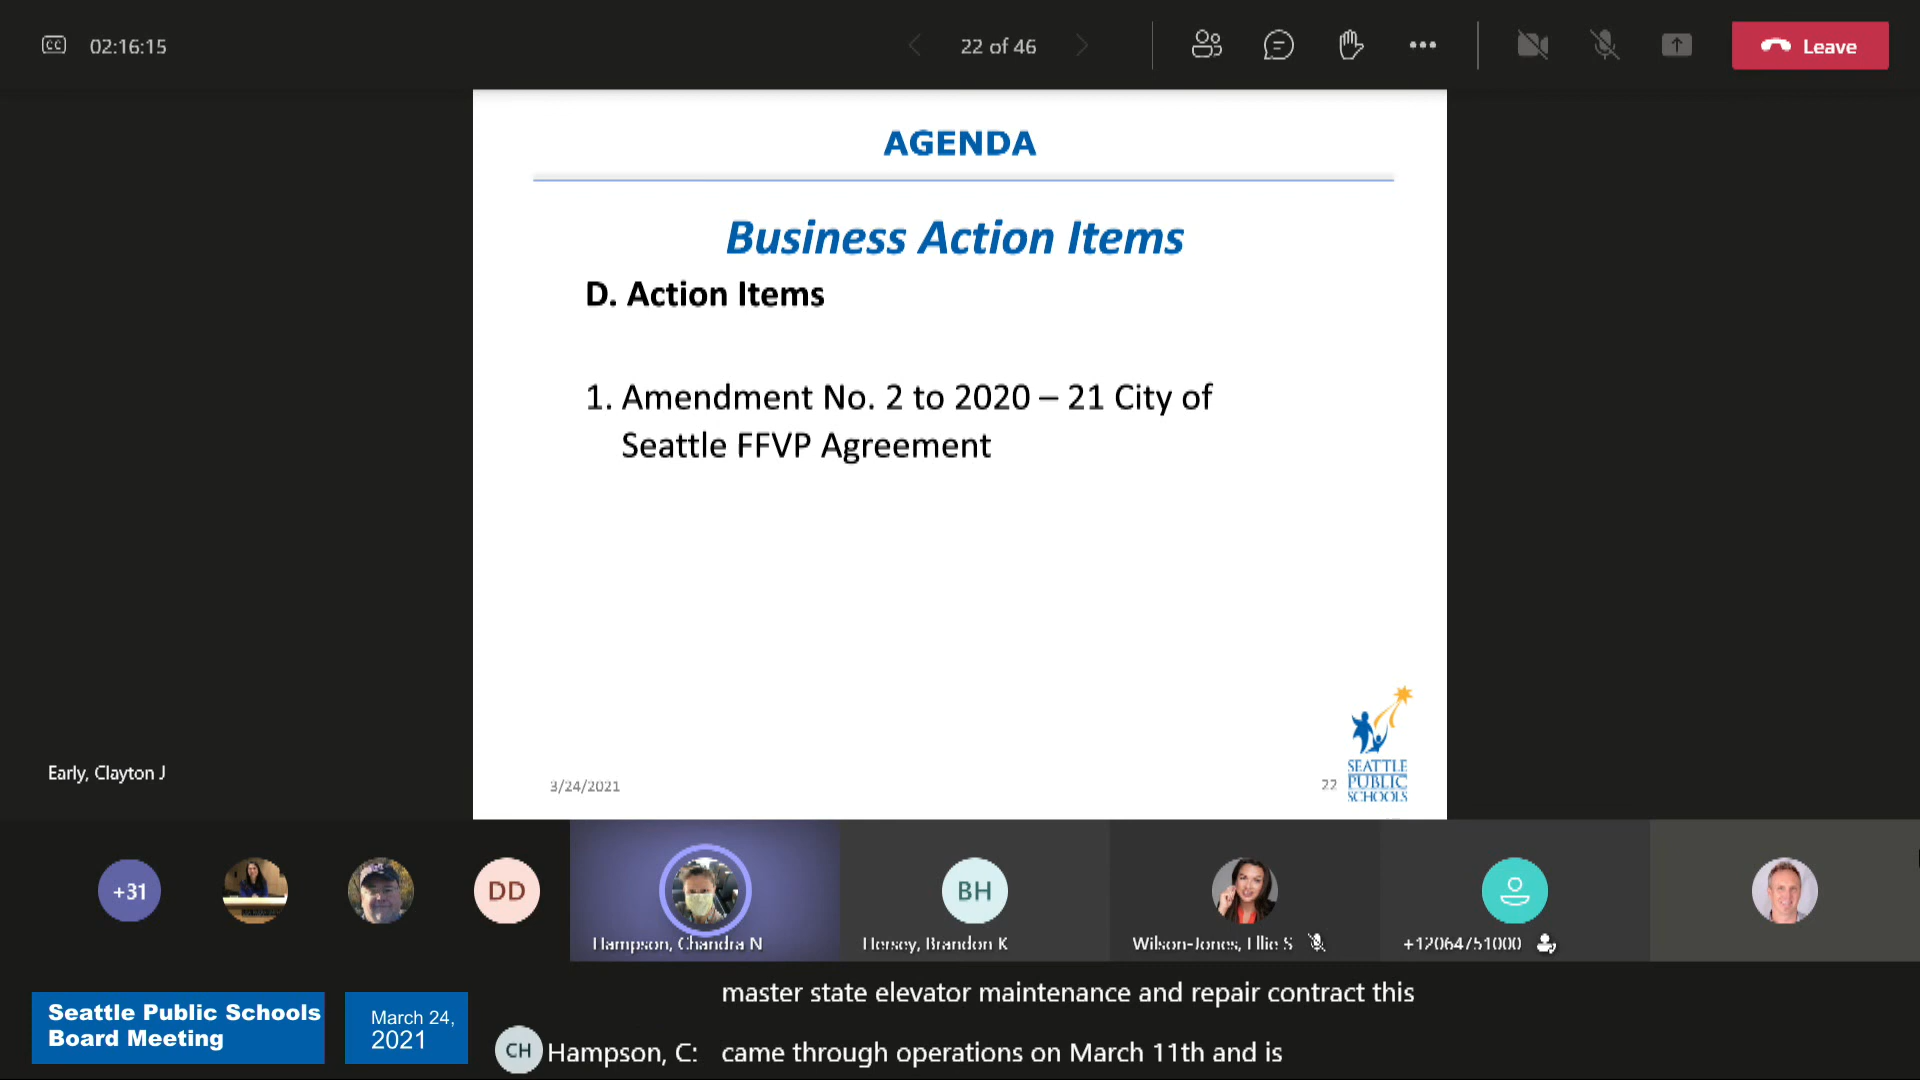 CC 02:16:15
22 of 46
Leave
AGENDA
Business Action Items
D. Action Items
1. Amendment No. 2 to 2020 – 21 City of
Seattle FFVP Agreement
Early, Clayton J
3/24/2021
22
SEATTLE
PUBLIC
SCHOOLS
+31
DD
BH
Hampson, Chandra N
Hersey, Brandon K
Wilson-Jones, Ellie S
+12064751000
master state elevator maintenance and repair contract this
Seattle Public Schools
Board Meeting
March 24,
2021
CH Hampson, C: came through operations on March 11th and is